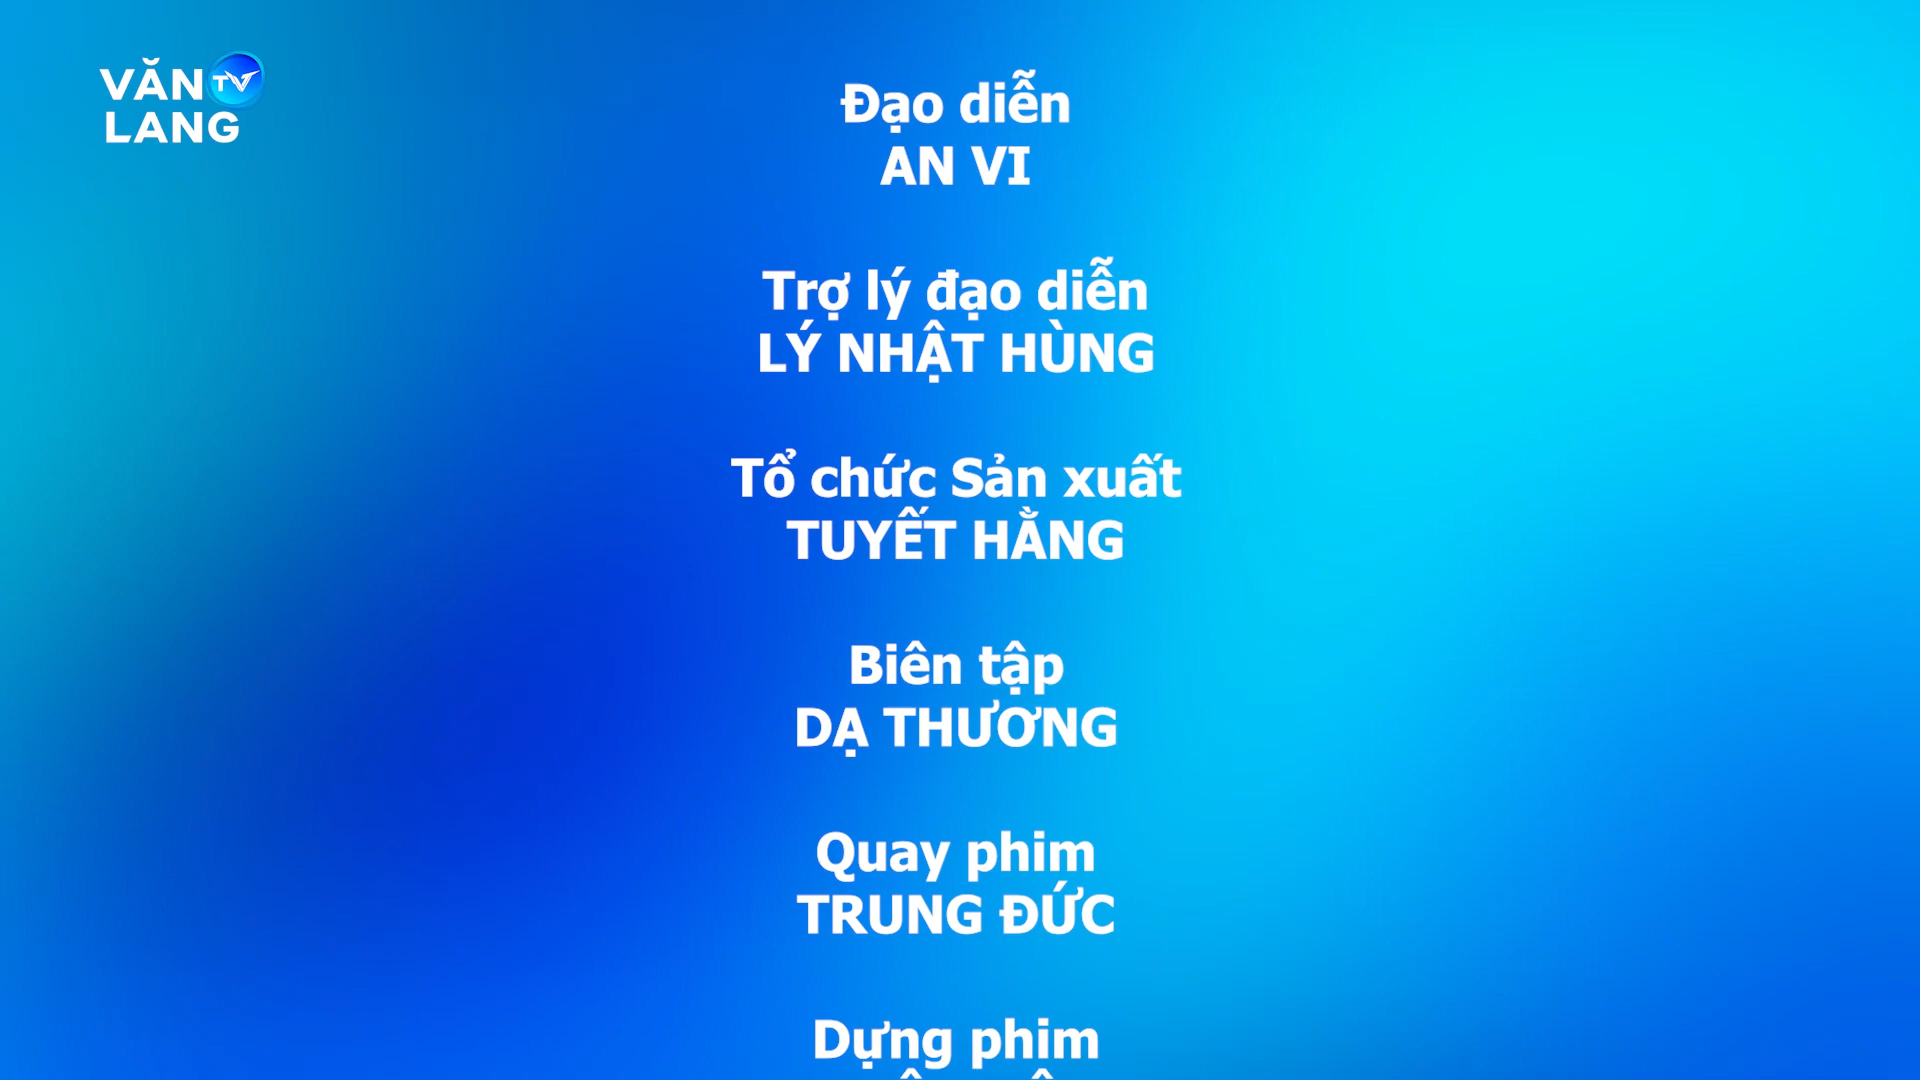 VĂN TV
LANG
Đạo diễn
AN VI
Trợ lý đạo diễn
LÝ NHẬT HÙNG
Tổ chức Sản xuất
TUYẾT HẰNG
Biên tập
DẠ THƯƠNG
Quay phim
TRUNG ĐỨC
Dựng phim